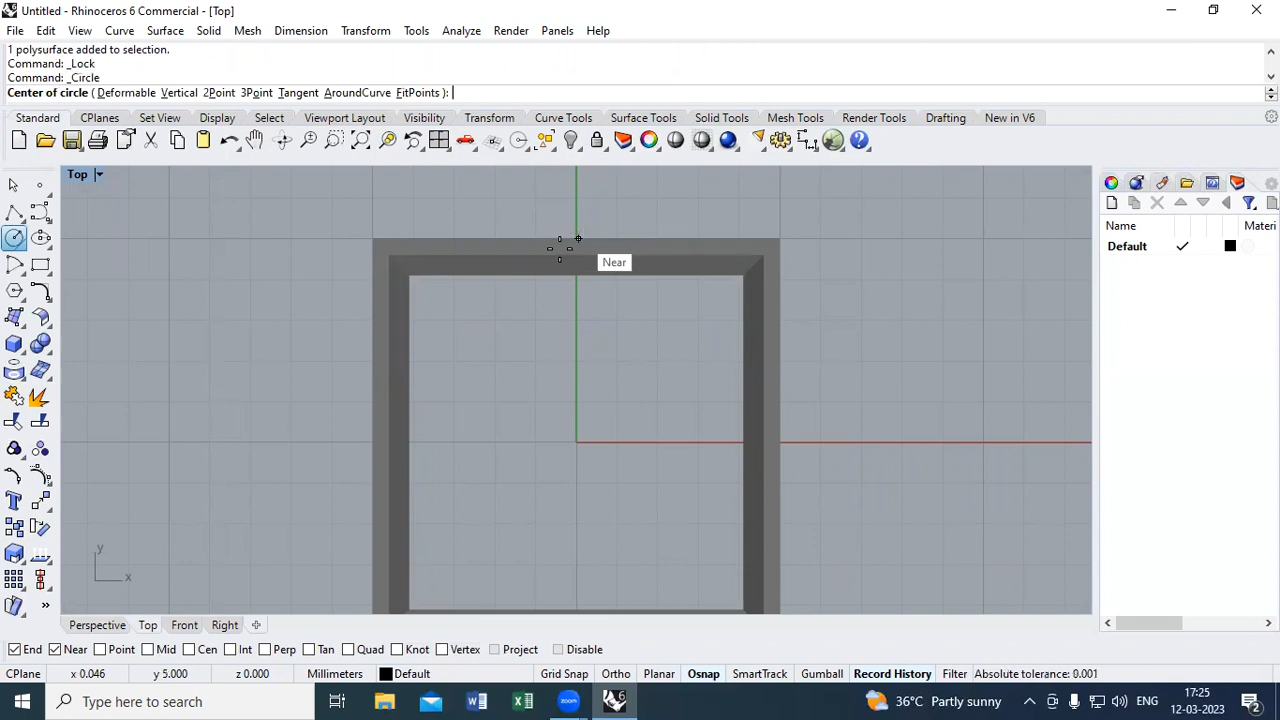 Untitled - Rhinoceros 6 Commercial - [Top]
File Edit View Curve Surface Solid Mesh Dimension Transform Tools Analyze Render Panels Help
1 polysurface added to selection.
Command: _Lock
Command: _Circle
Center of circle ( Deformable Vertical 2Point 3Point Tangent AroundCurve FitPoints ):
Standard CPlanes Set View Display Select Viewport Layout Visibility Transform Curve Tools Surface Tools Solid Tools Mesh Tools Render Tools Drafting New in V6
Top
Name Materi
Default
Near
y
x
Perspective Top Front Right
End Near Point Mid Cen Int Perp Tan Quad Knot Vertex Project Disable
CPlane x 0.046 y 5.000 z 0.000 Millimeters Default Grid Snap Ortho Planar Osnap SmartTrack Gumball Record History Filter Absolute tolerance: 0.001
Type here to search
zoom
36°C Partly sunny
ENG
17:25
12-03-2023
2